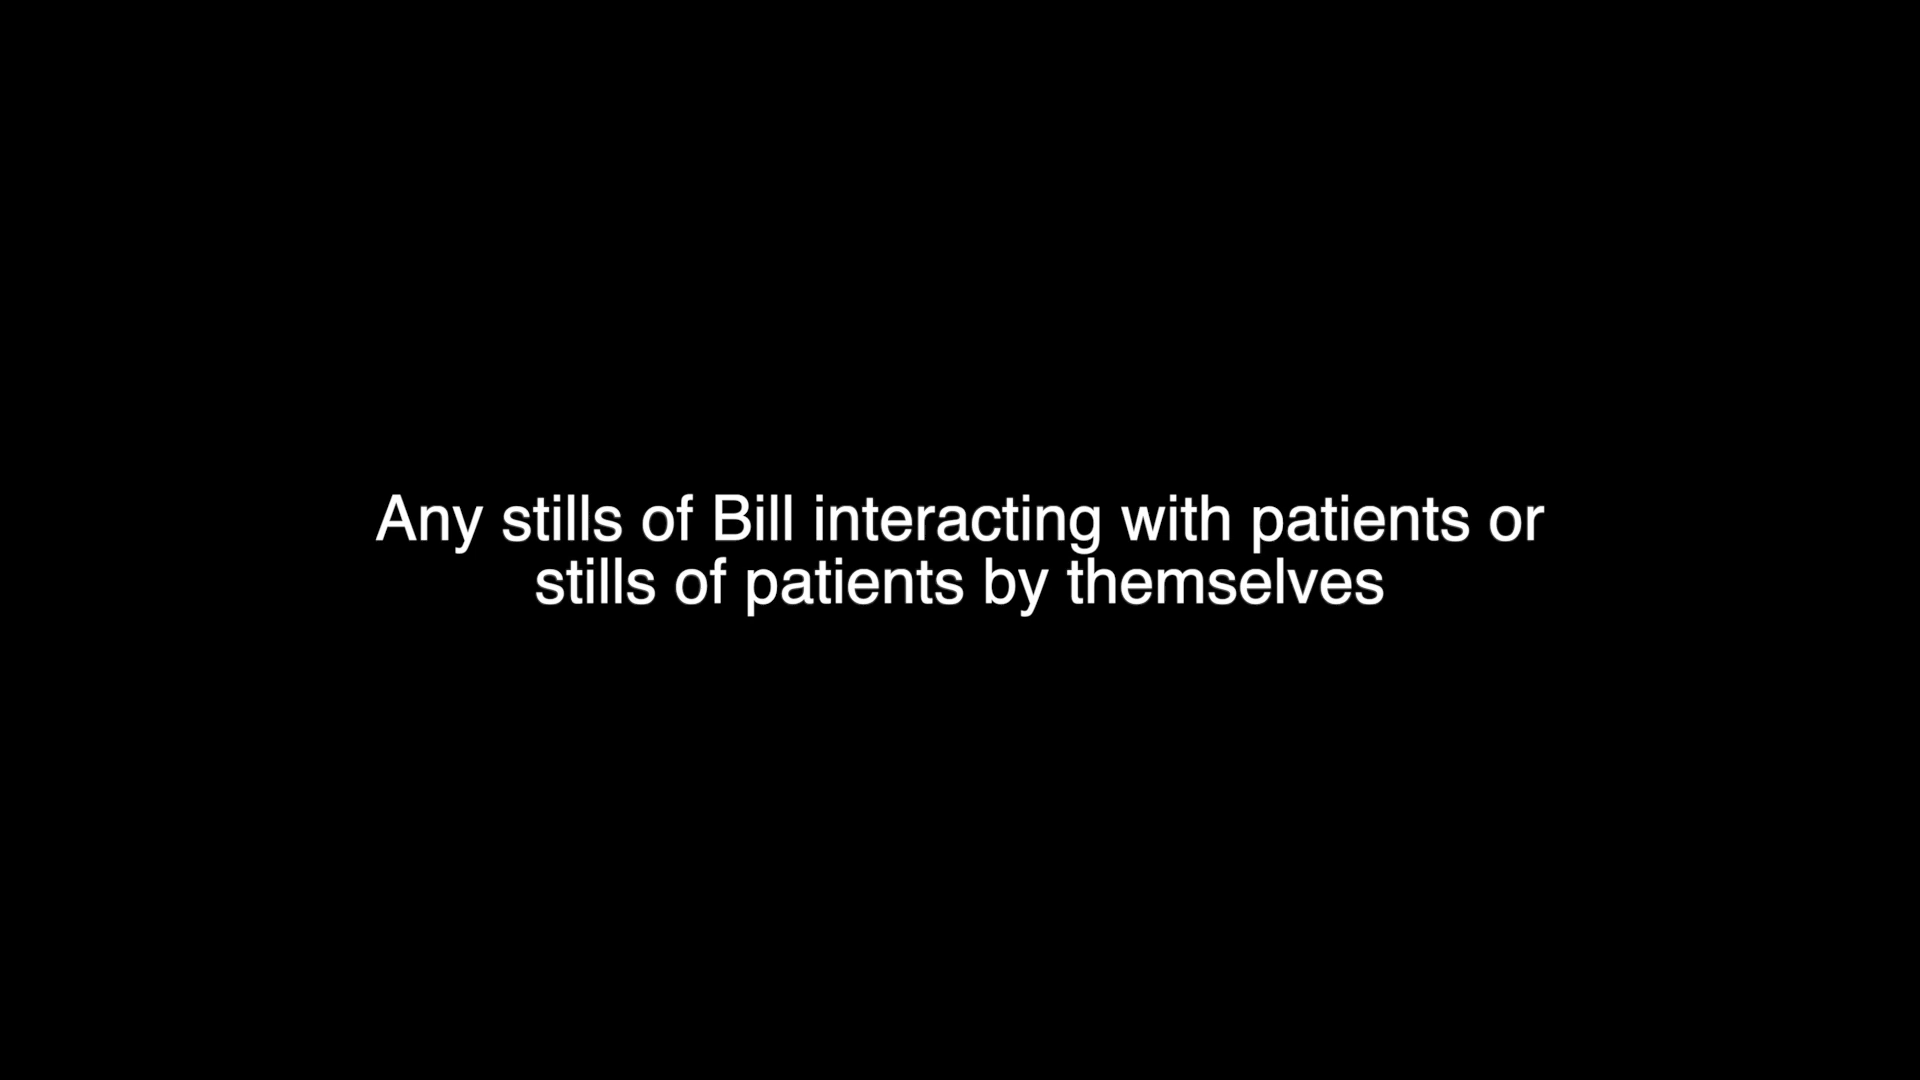 Any stills of Bill interacting with patients or
stills of patients by themselves